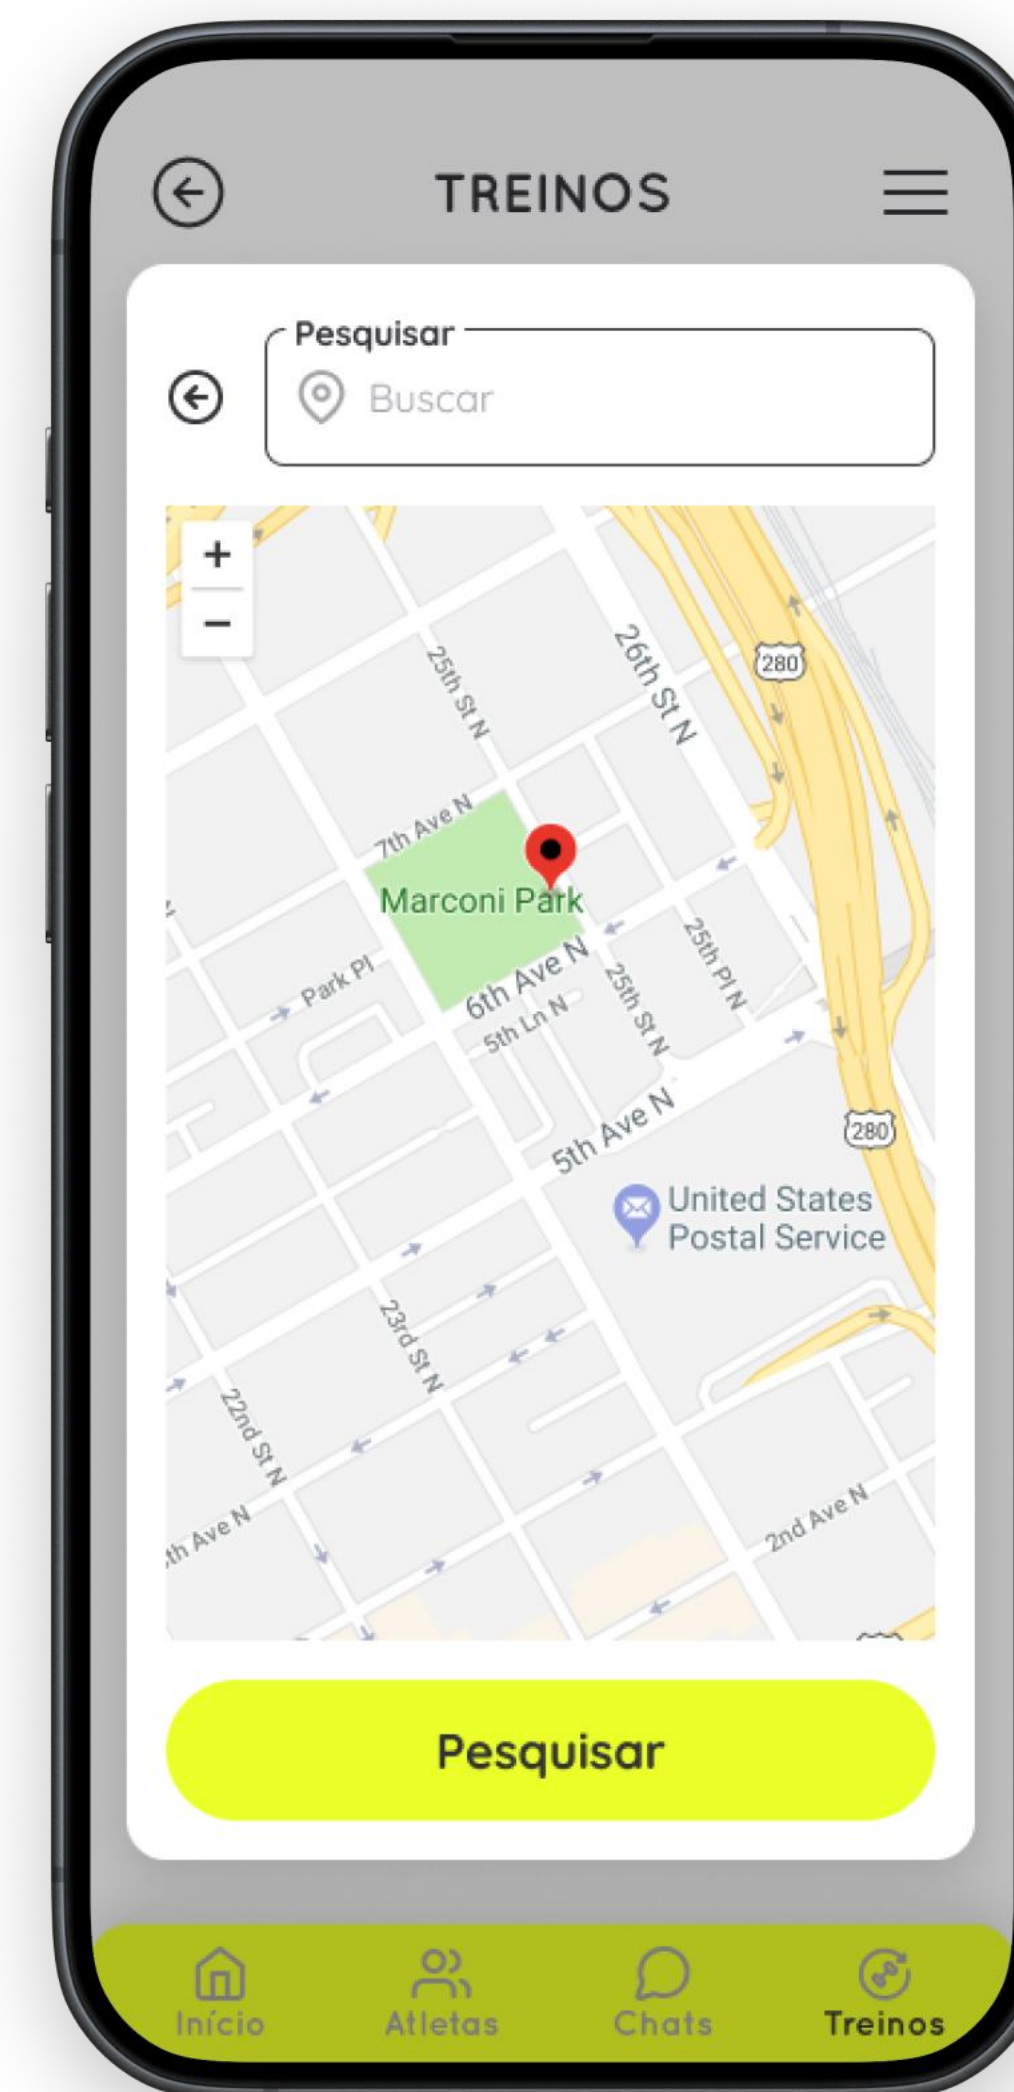 TREINOS
Pesquisar
Buscar
+
−
25th St N
26th St N
280
7th Ave N
Marconi Park
Park Pl
6th Ave N
5th Ln N
25th St N
25th Pl N
5th Ave N
280
United States
Postal Service
23rd St N
22nd St N
th Ave N
2nd Ave N
Pesquisar
Início
Atletas
Chats
Treinos